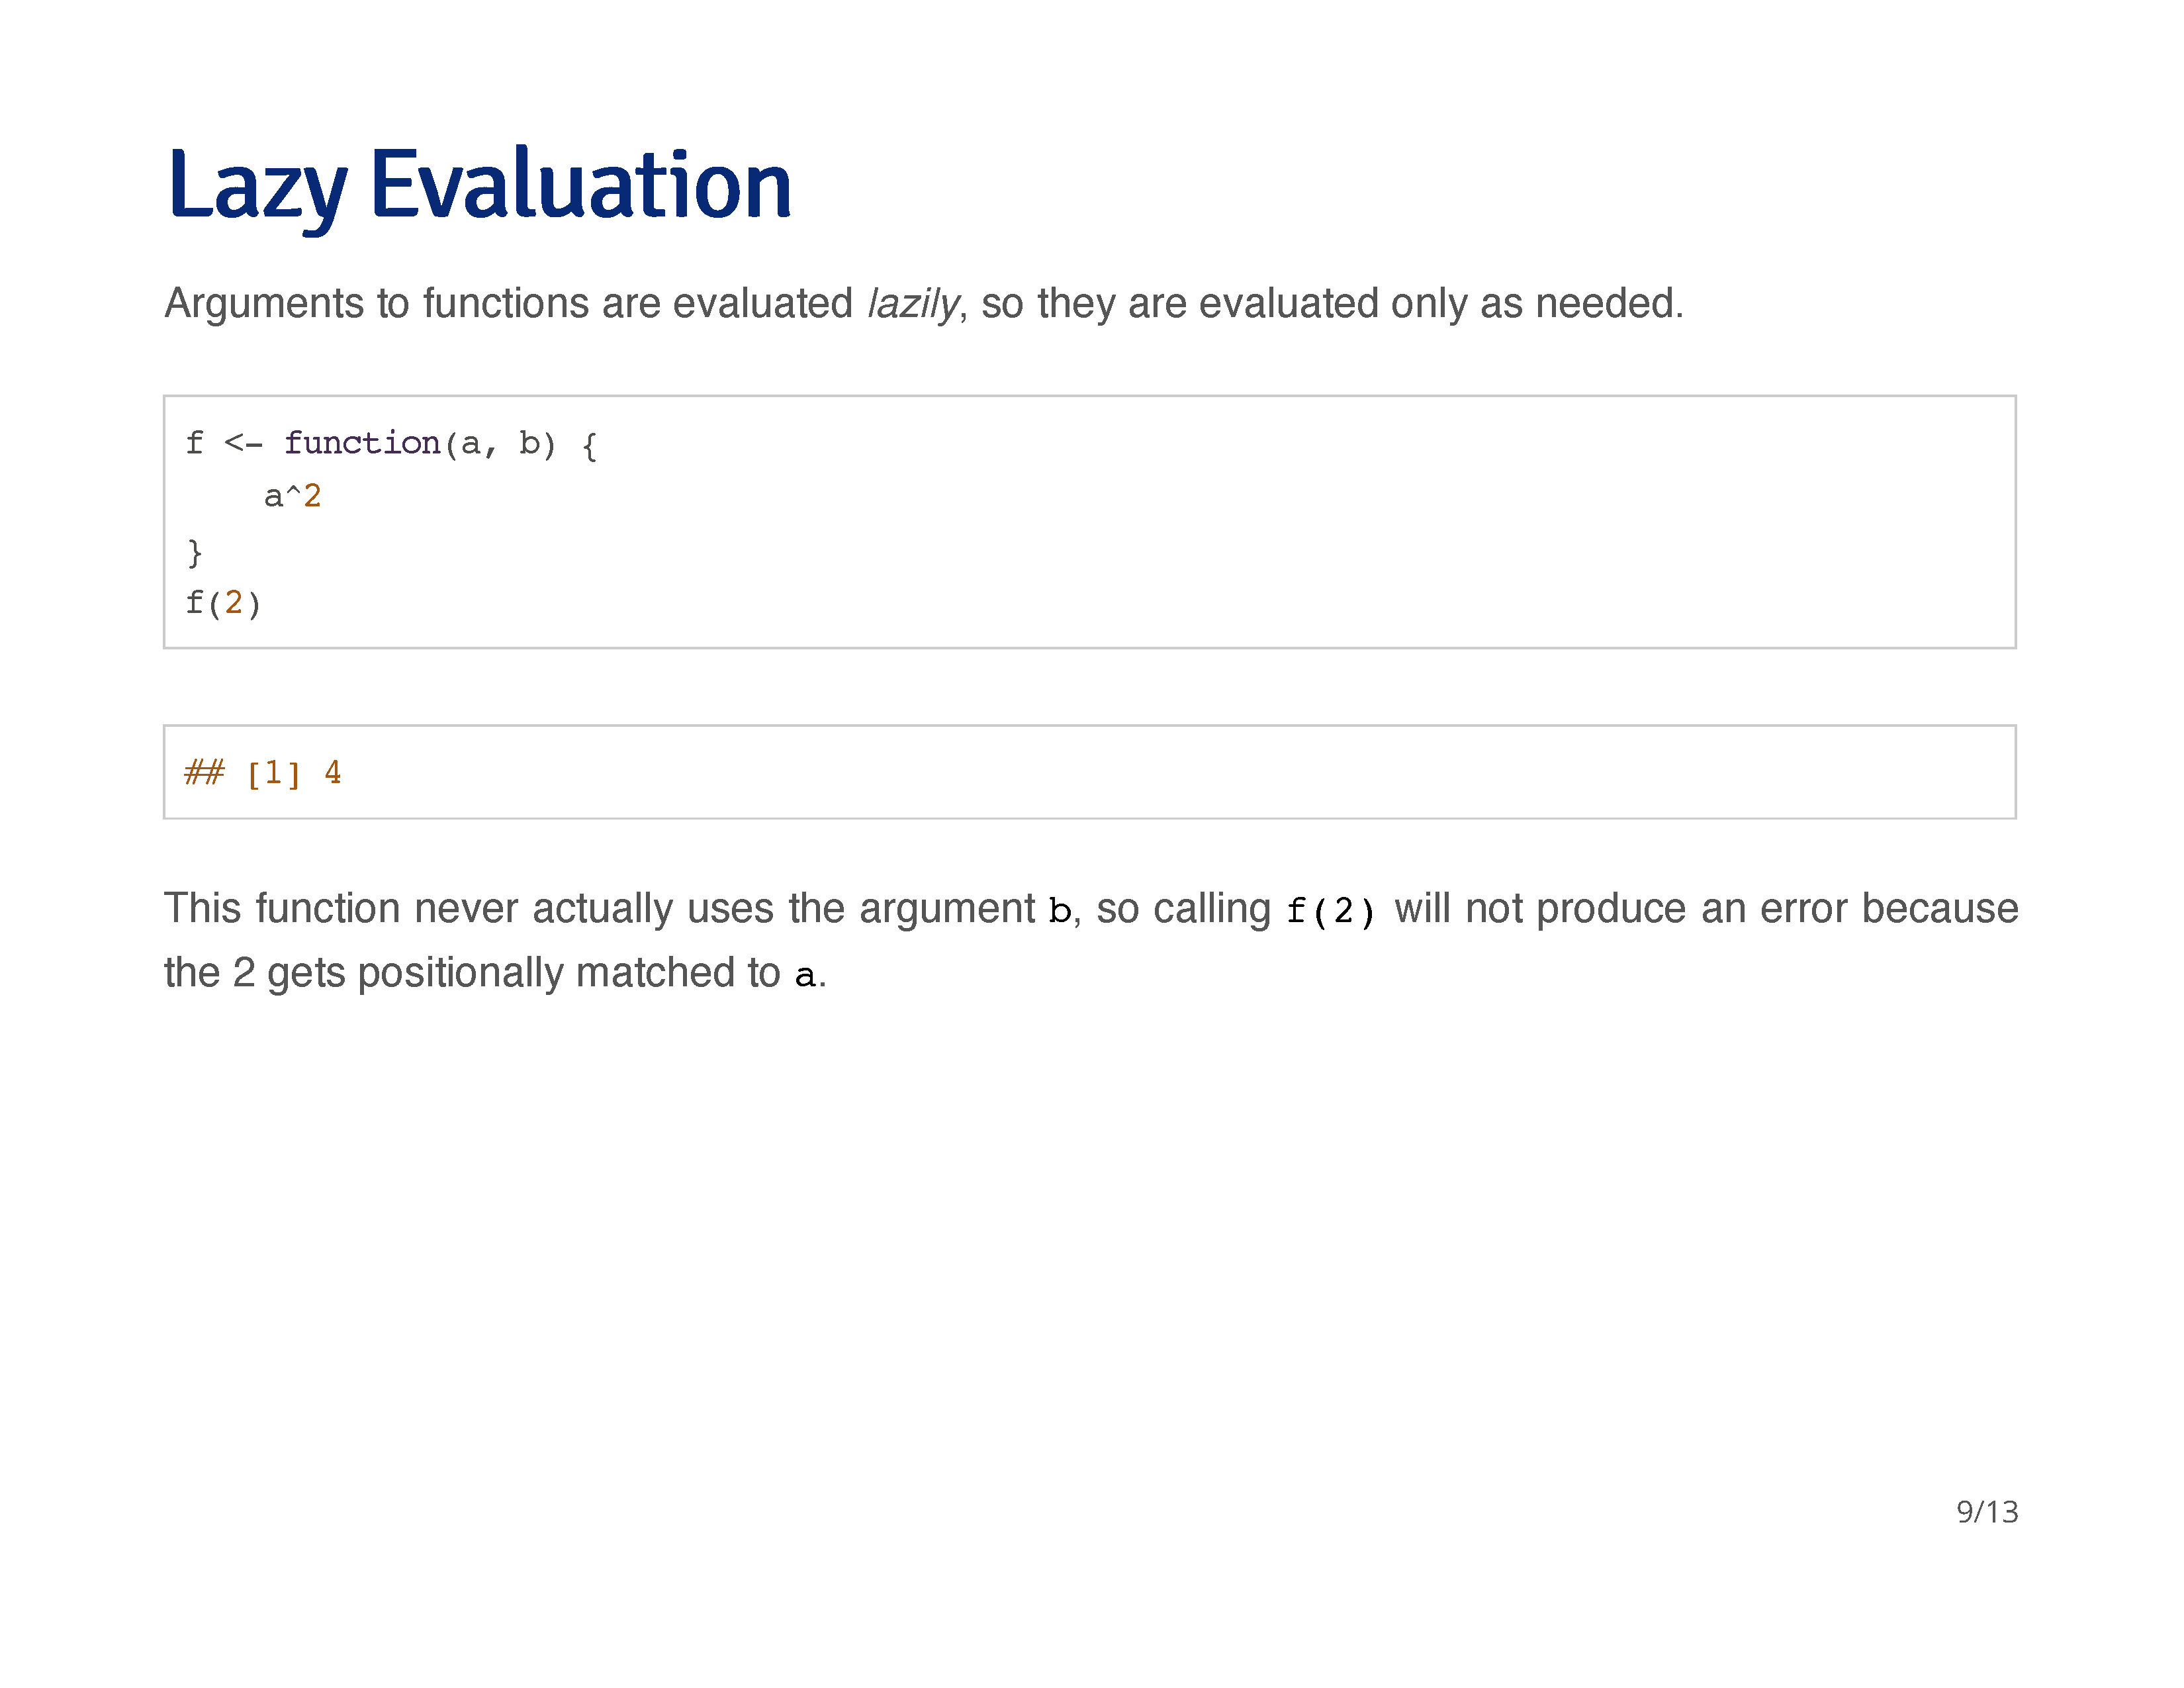 Lazy Evaluation
Arguments to functions are evaluated lazily, so they are evaluated only as needed.
f <- function(a, b) {
    a^2
}
f(2)
## [1] 4
This function never actually uses the argument b, so calling f(2) will not produce an error because
the 2 gets positionally matched to a.
9/13